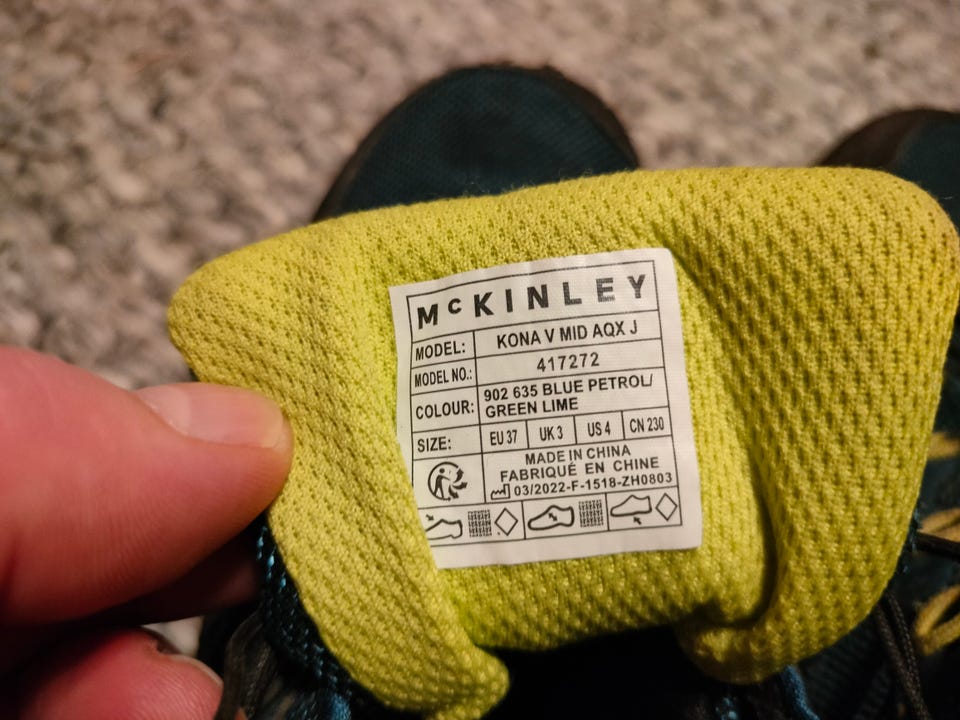 McKINLEY
MODEL: KONA V MID AQX J
MODEL NO.: 417272
COLOUR: 902 635 BLUE PETROL/
GREEN LIME
SIZE: EU 37 UK 3 US 4 CN 230
MADE IN CHINA
FABRIQUÉ EN CHINE
03/2022-F-1518-ZH0803